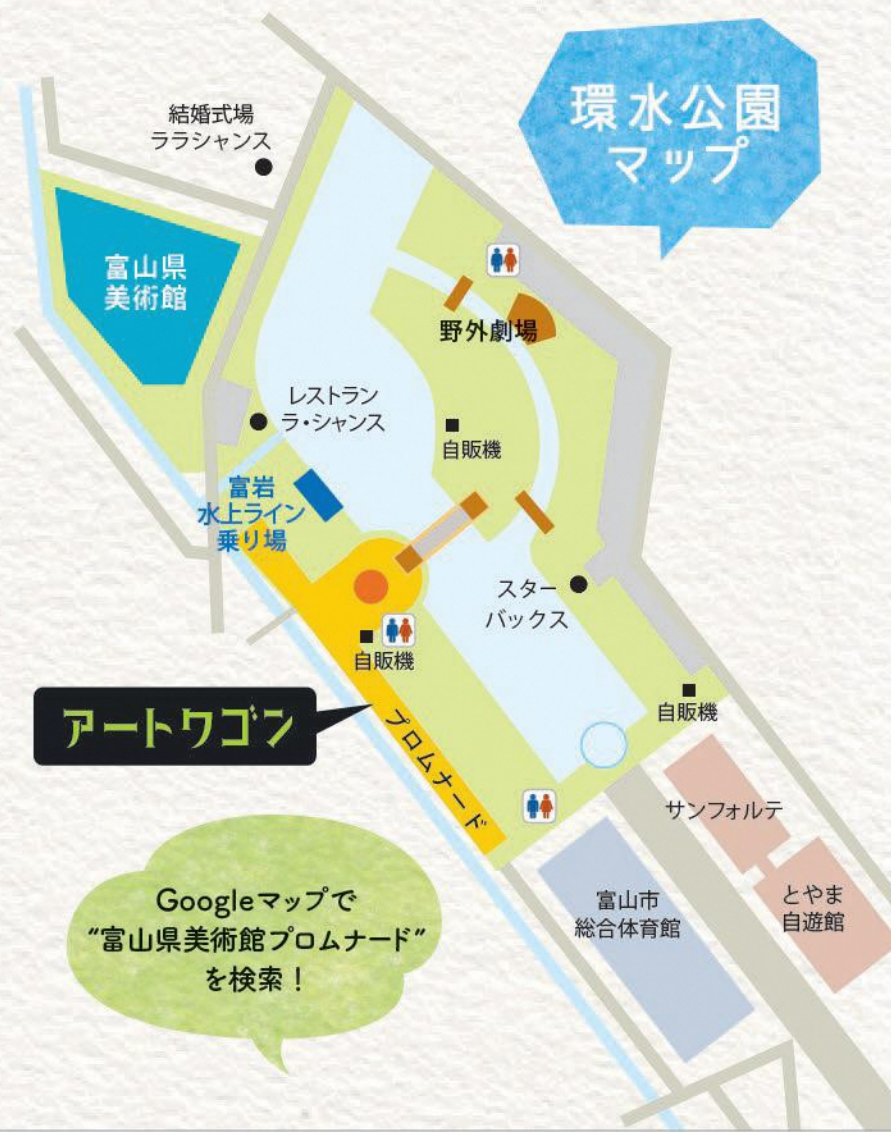 環水公園
マップ
結婚式場
ララシャンス
富山県
美術館
野外劇場
レストラン
ラ・シャンス
自販機
富岩
水上ライン
乗り場
スター
バックス
自販機
自販機
アートワゴン
プロムナード
サンフォルテ
Googleマップで
“富山県美術館プロムナード”
を検索！
富山市
総合体育館
とやま
自遊館